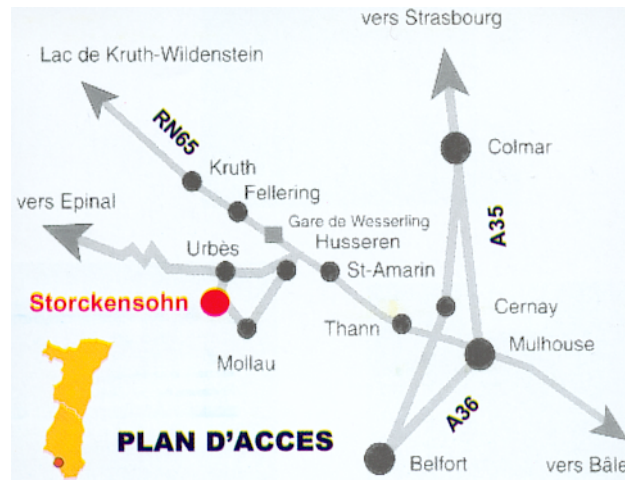 vers Strasbourg
Lac de Kruth-Wildenstein
RN65
Colmar
Kruth
Fellering
vers Epinal
Gare de Wesserling
A35
Urbès
Husseren
St-Amarin
Storckensohn
Cernay
Thann
Mulhouse
Mollau
A36
PLAN D'ACCES
Belfort
vers Bâle